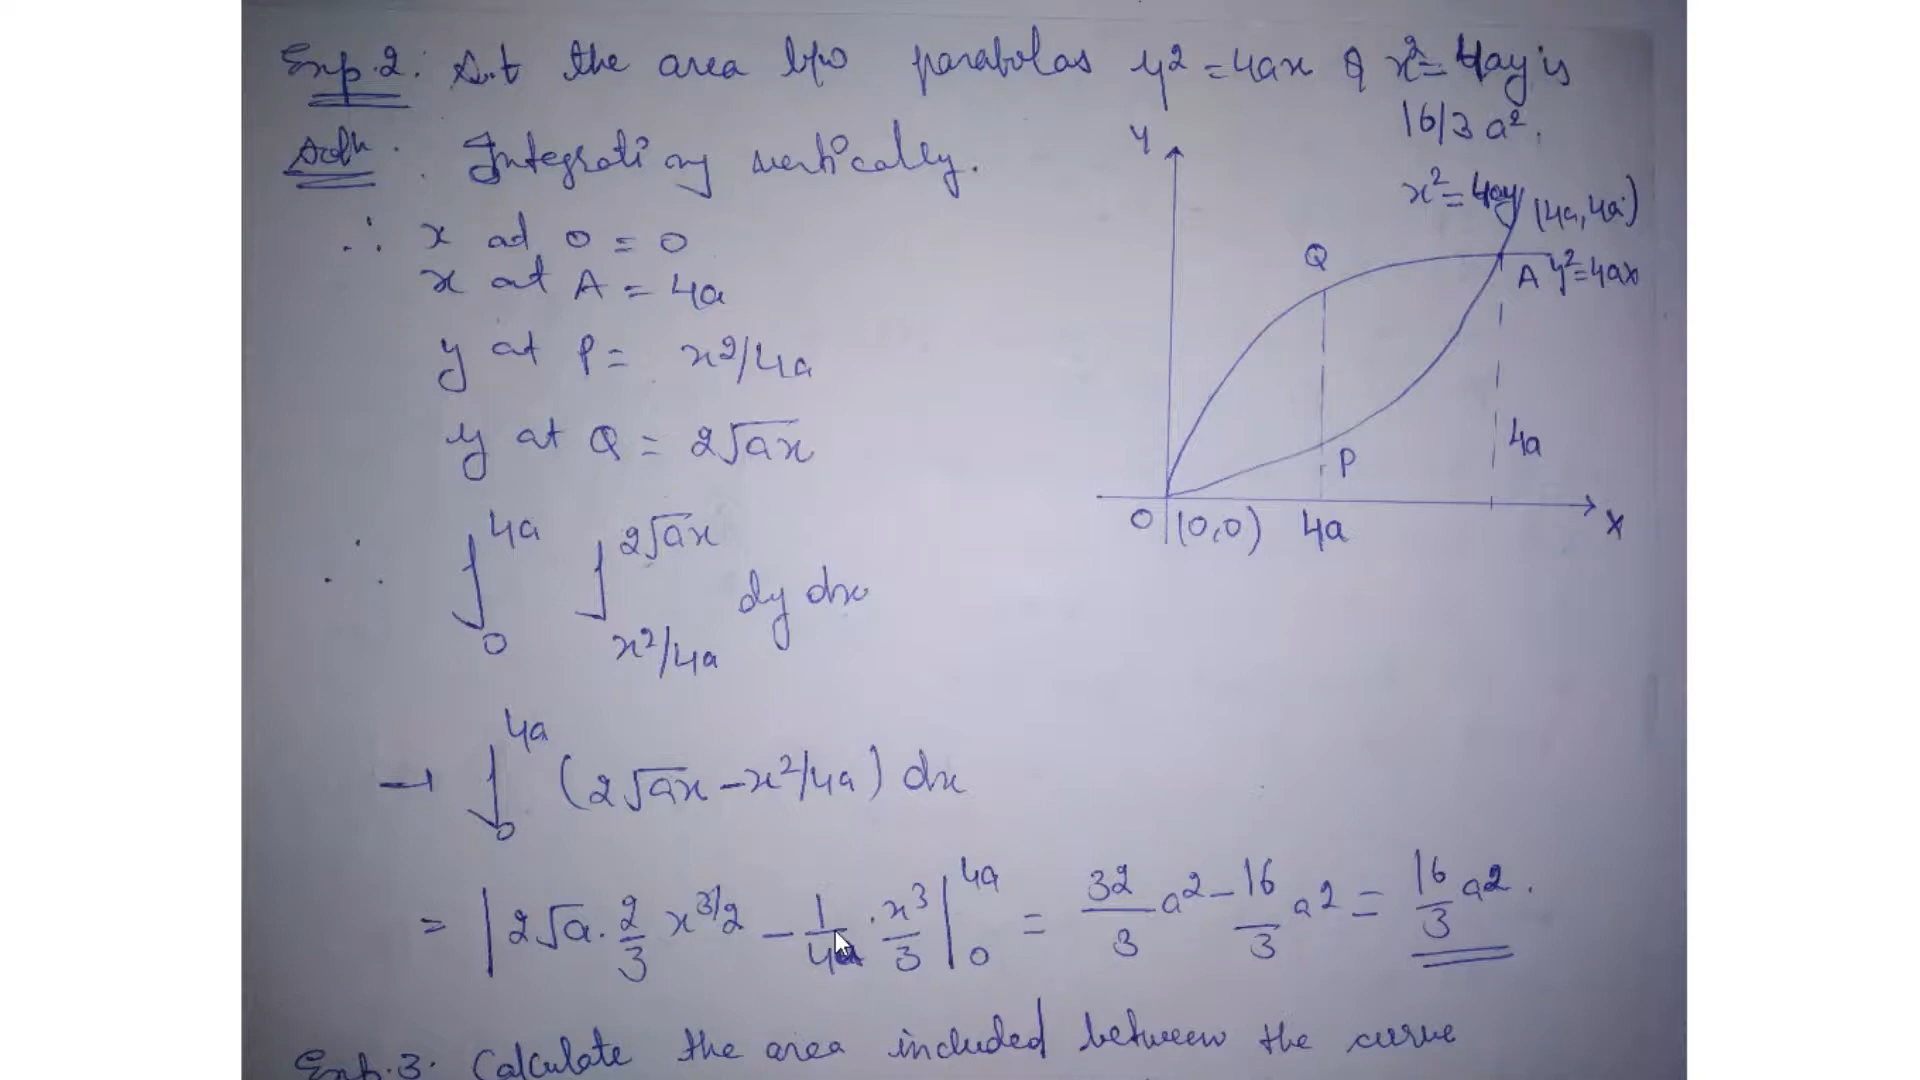 Exp.2: S.t the area b/w parabolas y² = 4ax & x² = 4ay is
16/3 a².
Soln. : Integrating vertically.
∴ x at O = 0
x at A = 4a
y at P = x²/4a
y at Q = 2√ax
∴ ∫₀^4a ∫_x²/4a^2√ax dy dx
→ ∫₀^4a (2√ax - x²/4a) dx
= | 2√a . 2/3 x^3/2 - 1/4a . x³/3 |₀^4a = 32/3 a² - 16/3 a² = 16/3 a² .
Y
x² = 4ay
(4a, 4a)
Q
A
y² = 4ax
P
4a
O
(0,0)
4a
X
Exp.3. Calculate the area included between the curve